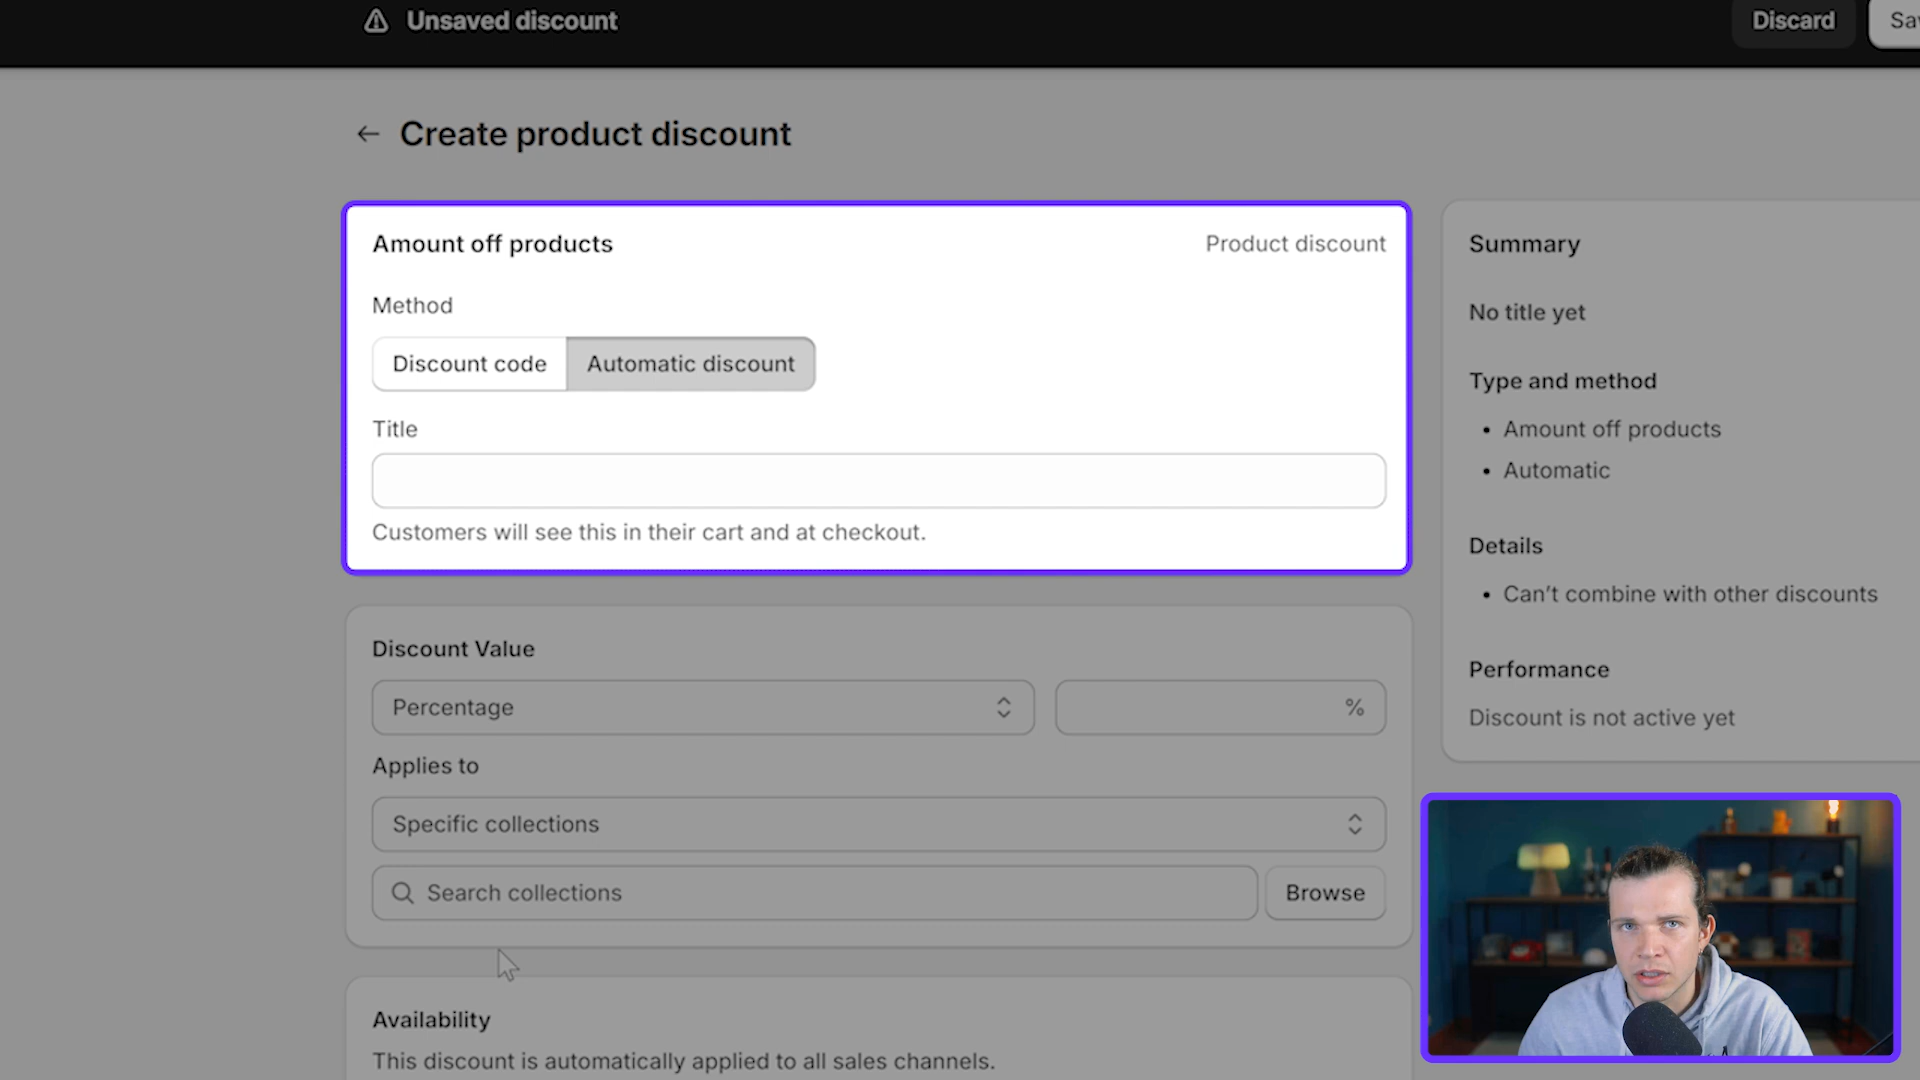 Unsaved discount
Discard
Create product discount
Amount off products
Product discount
Method
Discount code
Automatic discount
Title
Customers will see this in their cart and at checkout.
Discount Value
Percentage
%
Applies to
Specific collections
Search collections
Browse
Availability
This discount is automatically applied to all sales channels.
Summary
No title yet
Type and method
• Amount off products
• Automatic
Details
• Can't combine with other discounts
Performance
Discount is not active yet